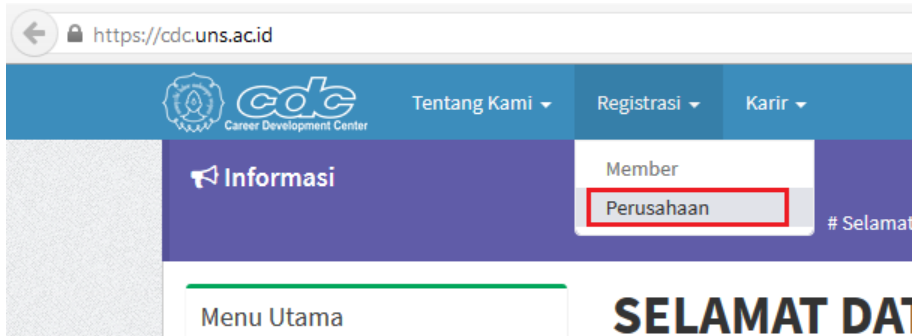 https://cdc.uns.ac.id
cdc
Career Development Center
Tentang Kami
Registrasi
Karir
Informasi
Member
Perusahaan
# Selamat
Menu Utama
SELAMAT DAT